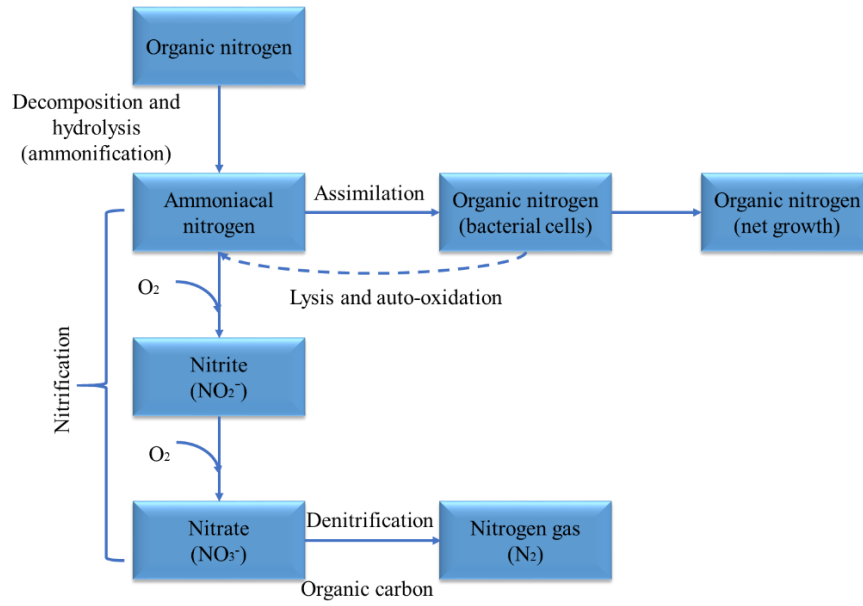 Organic nitrogen
Decomposition and
hydrolysis
(ammonification)
Ammoniacal
nitrogen
Assimilation
Organic nitrogen
(bacterial cells)
Organic nitrogen
(net growth)
O₂
Lysis and auto-oxidation
Nitrification
Nitrite
(NO₂⁻)
O₂
Nitrate
(NO₃⁻)
Denitrification
Organic carbon
Nitrogen gas
(N₂)